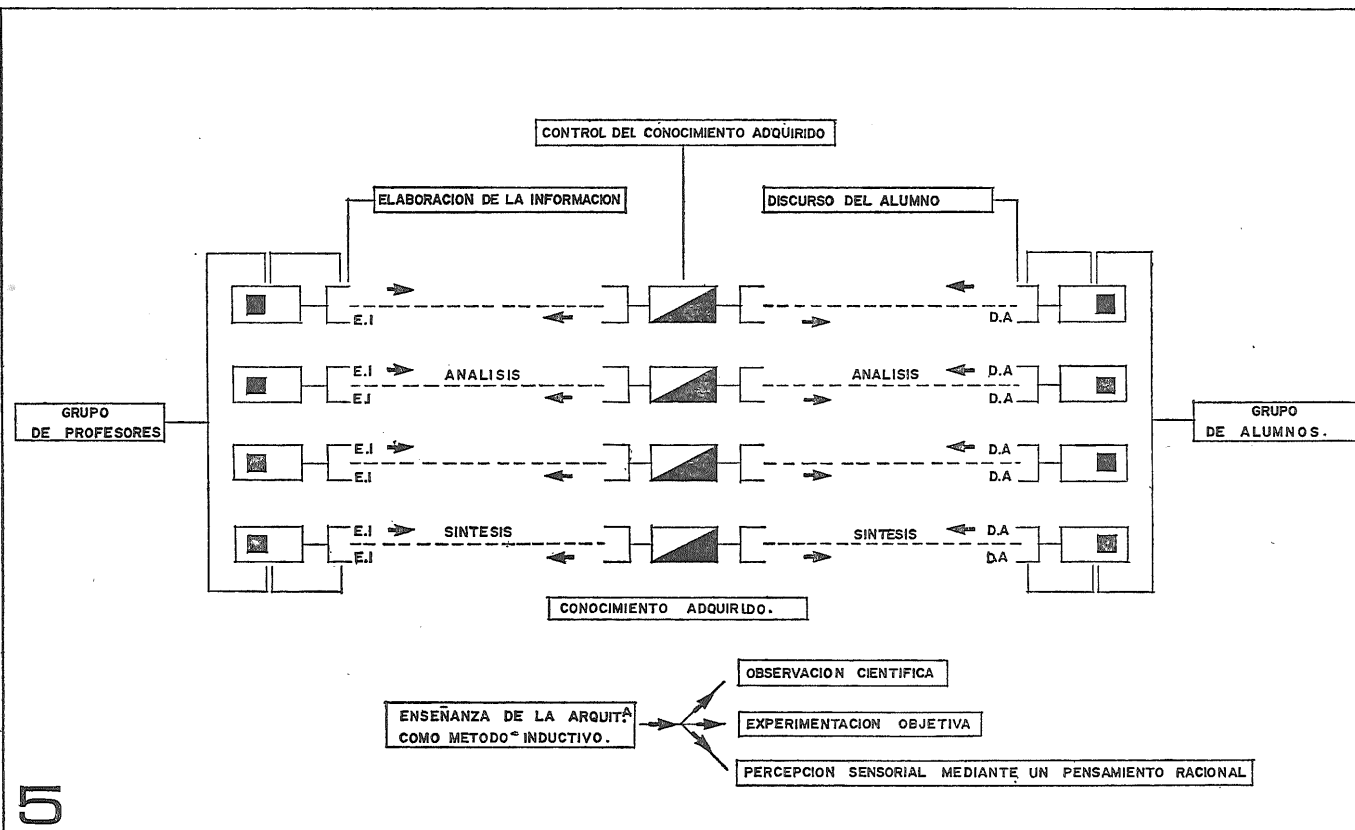 CONTROL DEL CONOCIMIENTO ADQUIRIDO
ELABORACION DE LA INFORMACION
DISCURSO DEL ALUMNO
E.I
D.A
E.I ANALISIS ANALISIS D.A
E.I D.A
GRUPO
DE PROFESORES
GRUPO
DE ALUMNOS.
E.I D.A
E.I D.A
E.I SINTESIS SINTESIS D.A
E.I D.A
CONOCIMIENTO ADQUIRIDO.
OBSERVACION CIENTIFICA
ENSEÑANZA DE LA ARQUIT.A
COMO METODO INDUCTIVO.
EXPERIMENTACION OBJETIVA
PERCEPCION SENSORIAL MEDIANTE UN PENSAMIENTO RACIONAL
5